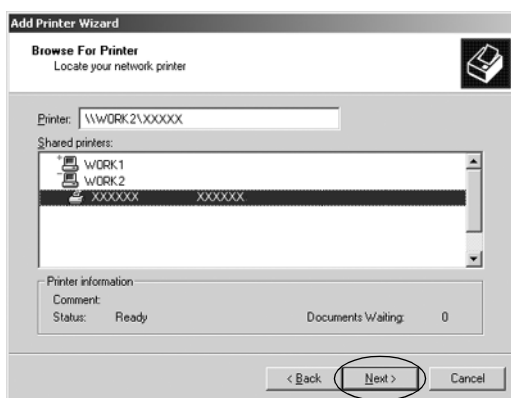 Add Printer Wizard
Browse For Printer
Locate your network printer
Printer: \\WORK2\XXXXX
Shared printers:
WORK1
WORK2
XXXXXX XXXXXX
Printer information
Comment:
Status: Ready Documents Waiting: 0
< Back Next > Cancel